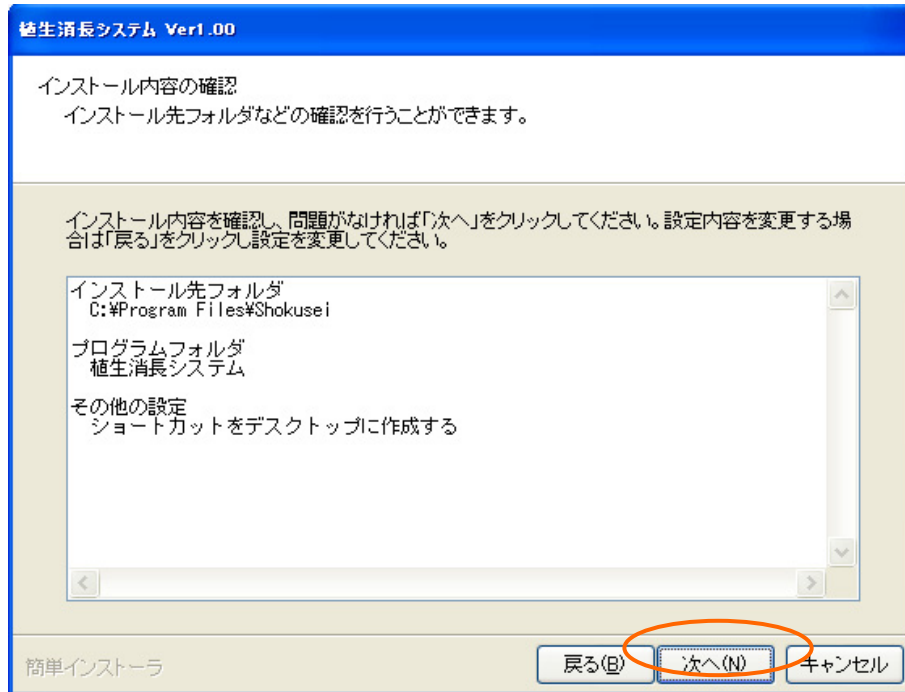 植生消長システム Ver1.00
インストール内容の確認
インストール先フォルダなどの確認を行うことができます。
インストール内容を確認し、問題がなければ「次へ」をクリックしてください。設定内容を変更する場
合は「戻る」をクリックし設定を変更してください。
インストール先フォルダ
C:¥Program Files¥Shokusei
プログラムフォルダ
植生消長システム
その他の設定
ショートカットをデスクトップに作成する
簡単インストーラ
戻る(B) 次へ(N) キャンセル